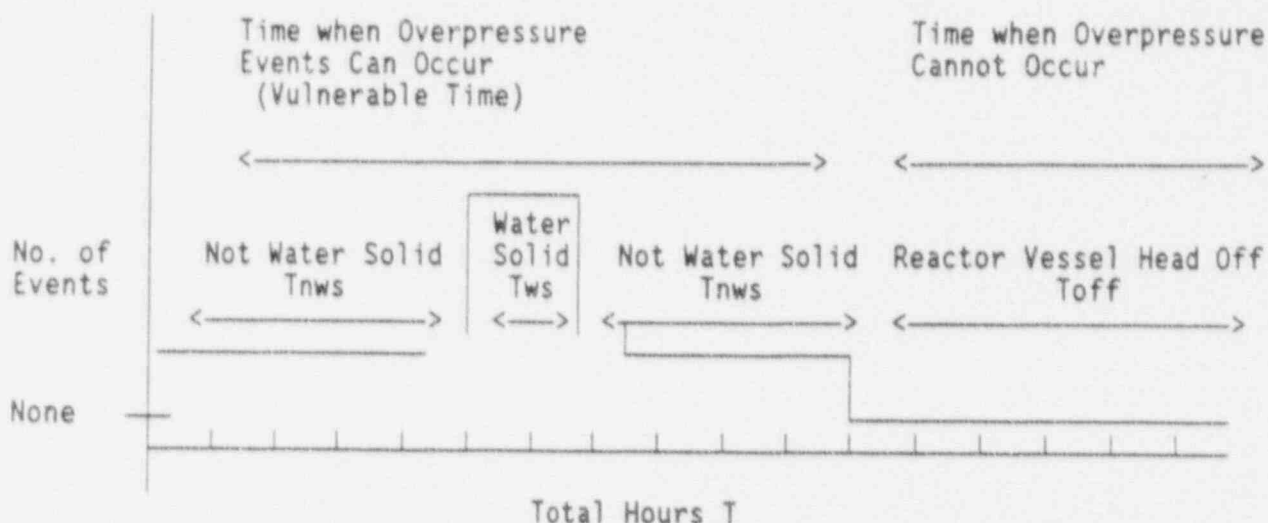 Time when Overpressure
Events Can Occur
(Vulnerable Time)
Time when Overpressure
Cannot Occur
No. of
Events
Not Water Solid
Tnws
Water
Solid
Tws
Not Water Solid
Tnws
Reactor Vessel Head Off
Toff
None
Total Hours T